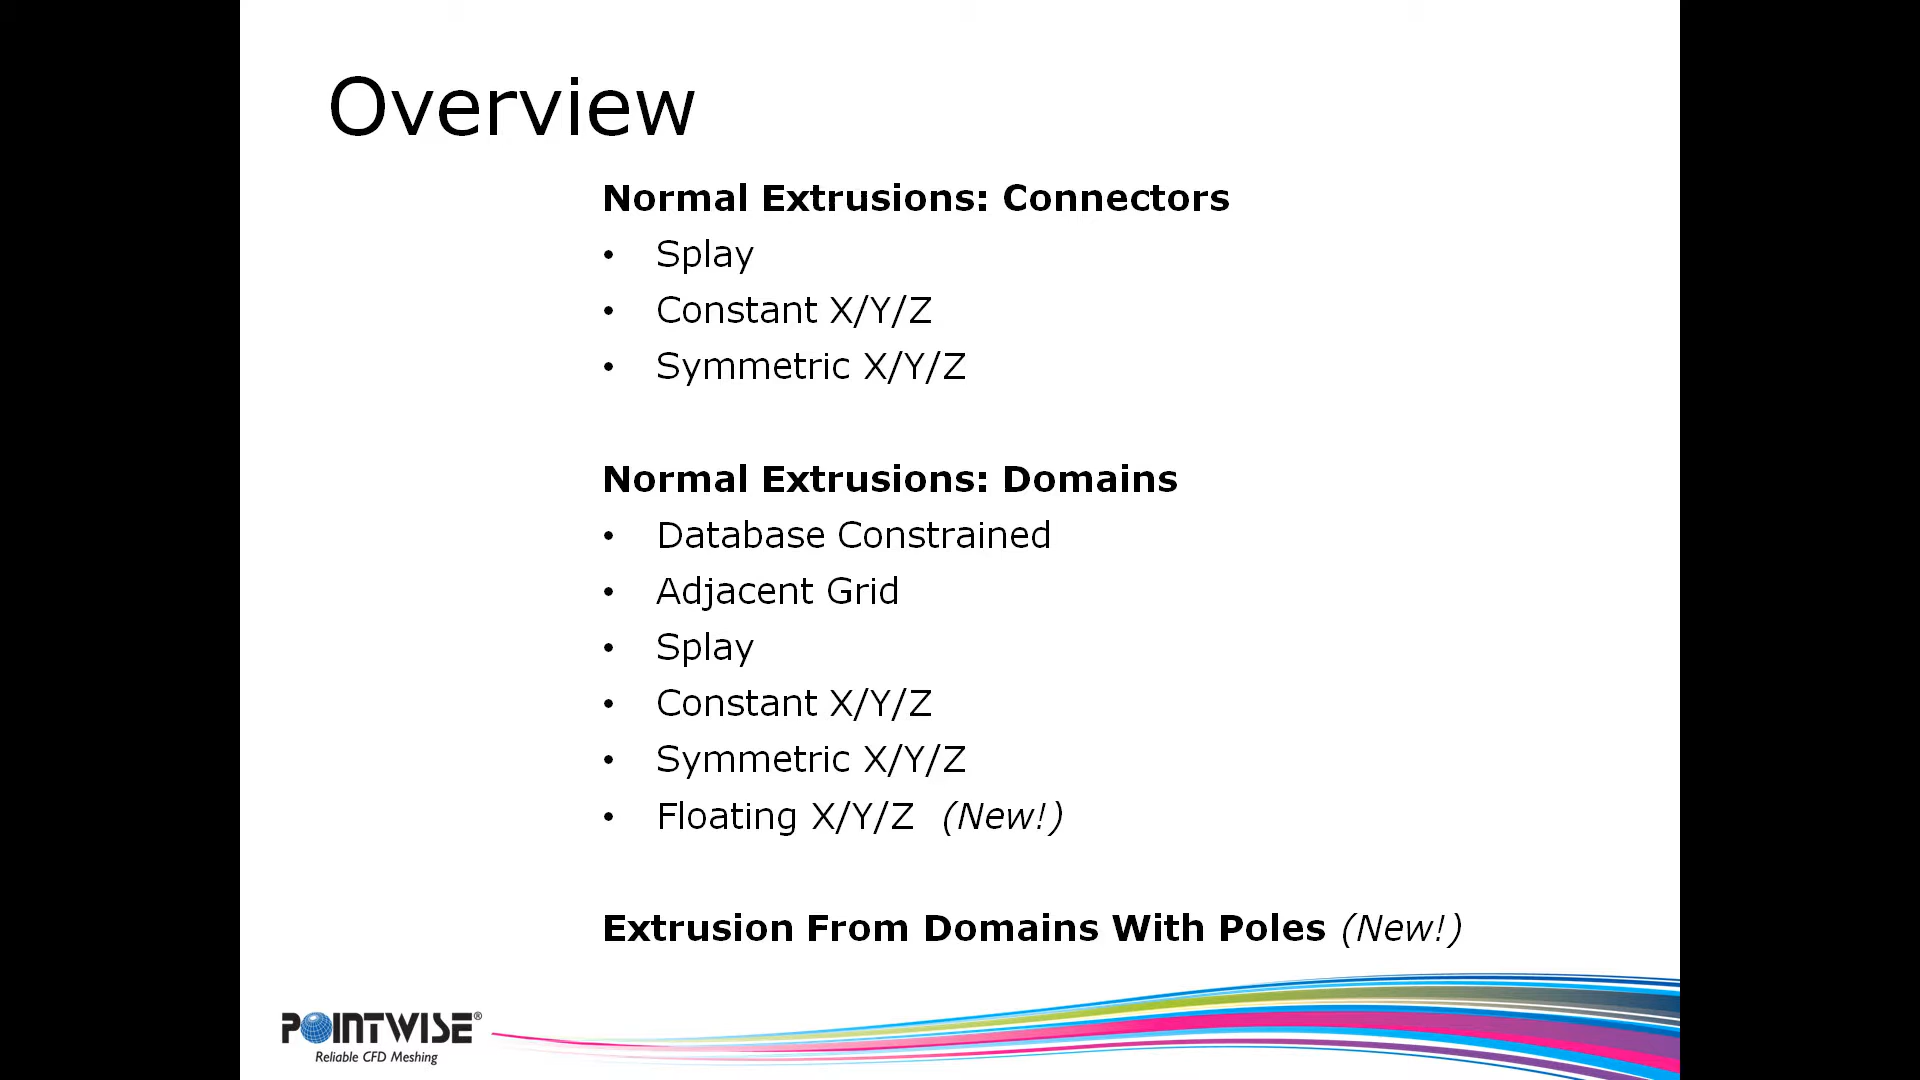 Overview
Normal Extrusions: Connectors
• Splay
• Constant X/Y/Z
• Symmetric X/Y/Z
Normal Extrusions: Domains
• Database Constrained
• Adjacent Grid
• Splay
• Constant X/Y/Z
• Symmetric X/Y/Z
• Floating X/Y/Z (New!)
Extrusion From Domains With Poles (New!)
POINTWISE®
Reliable CFD Meshing